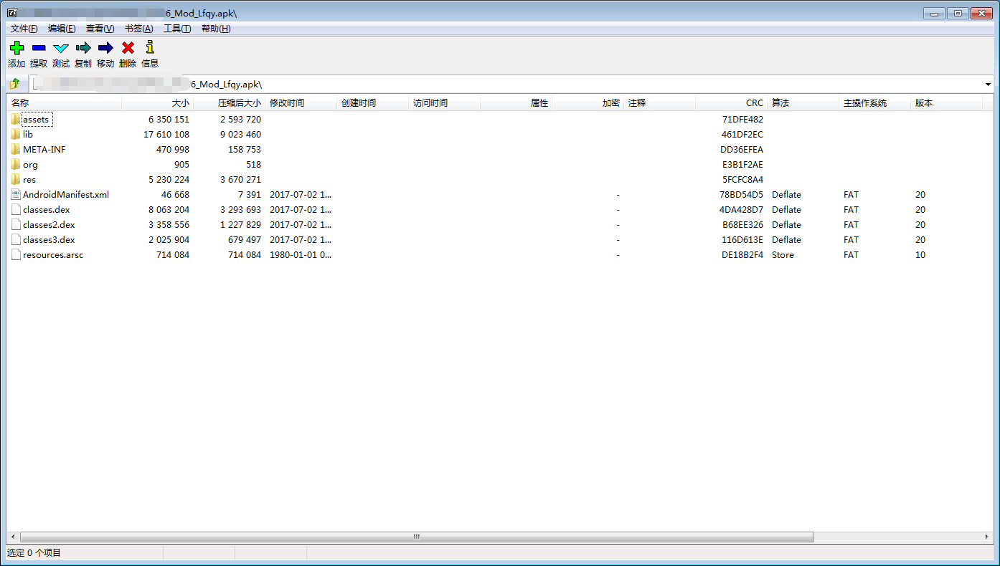 6_Mod_Lfqy.apk\
文件(F) 编辑(E) 查看(V) 书签(A) 工具(T) 帮助(H)
添加 提取 测试 复制 移动 删除 信息
6_Mod_Lfqy.apk\
名称 大小 压缩后大小 修改时间 创建时间 访问时间 属性 加密 注释 CRC 算法 主操作系统 版本
assets 6 350 151 2 593 720 71DFE482
lib 17 610 108 9 023 460 461DF2EC
META-INF 470 998 158 753 DD36EFEA
org 905 518 E3B1F2AE
res 5 230 224 3 670 271 5FCFC8A4
AndroidManifest.xml 46 668 7 391 2017-07-02 1... - 78BD54D5 Deflate FAT 20
classes.dex 8 063 204 3 293 693 2017-07-02 1... - 4DA428D7 Deflate FAT 20
classes2.dex 3 358 556 1 227 829 2017-07-02 1... - B68EE326 Deflate FAT 20
classes3.dex 2 025 904 679 497 2017-07-02 1... - 116D613E Deflate FAT 20
resources.arsc 714 084 714 084 1980-01-01 0... - DE18B2F4 Store FAT 10
选定 0 个项目